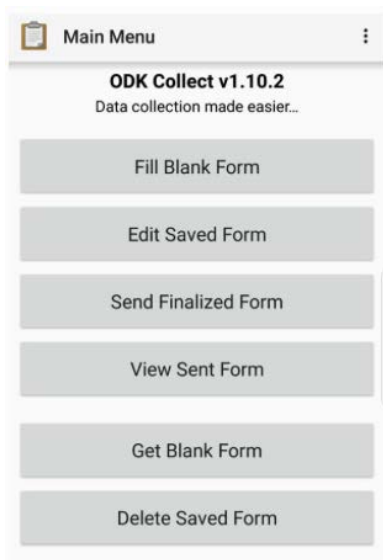 Main Menu
ODK Collect v1.10.2
Data collection made easier...
Fill Blank Form
Edit Saved Form
Send Finalized Form
View Sent Form
Get Blank Form
Delete Saved Form